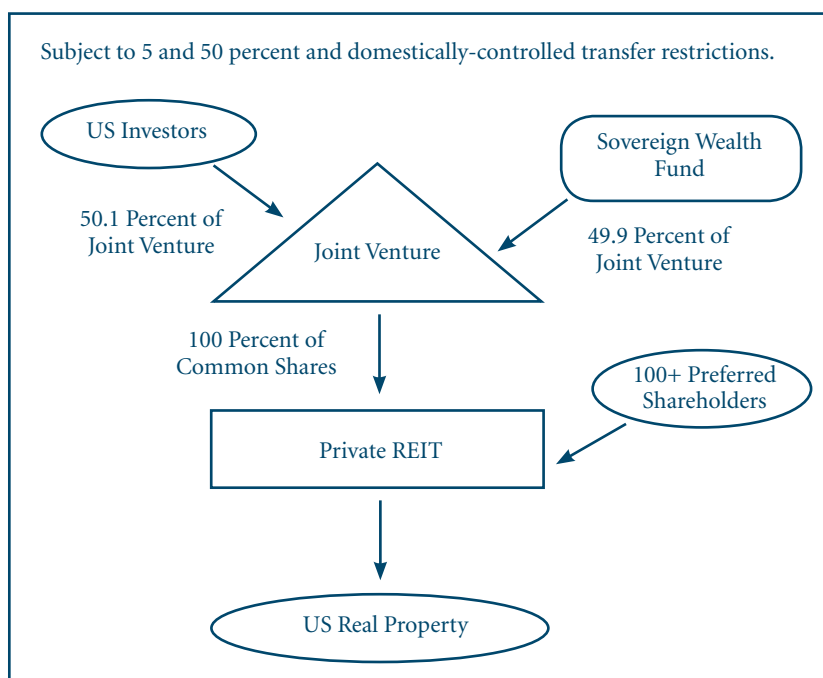 Subject to 5 and 50 percent and domestically-controlled transfer restrictions.
US Investors
Sovereign Wealth
Fund
50.1 Percent of
Joint Venture
Joint Venture
49.9 Percent of
Joint Venture
100 Percent of
Common Shares
100+ Preferred
Shareholders
Private REIT
US Real Property